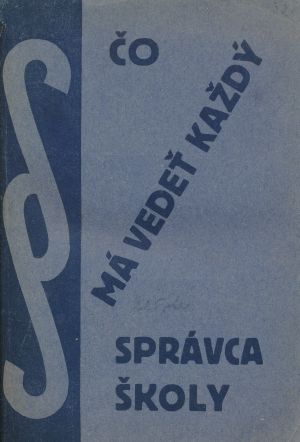 §
ČO
MÁ VEDEŤ KAŽDÝ
SPRÁVCA
ŠKOLY